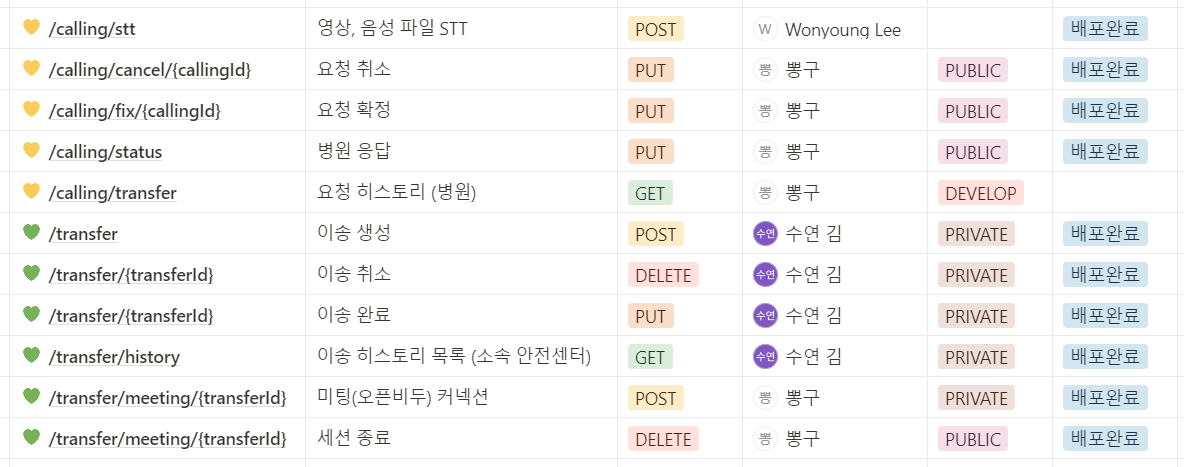 /calling/stt 영상, 음성 파일 STT POST W Wonyoung Lee 배포완료
/calling/cancel/{callingId} 요청 취소 PUT 뽕 뽕구 PUBLIC 배포완료
/calling/fix/{callingId} 요청 확정 PUT 뽕 뽕구 PUBLIC 배포완료
/calling/status 병원 응답 PUT 뽕 뽕구 PUBLIC 배포완료
/calling/transfer 요청 히스토리 (병원) GET 뽕 뽕구 DEVELOP
/transfer 이송 생성 POST 수연 수연 김 PRIVATE 배포완료
/transfer/{transferId} 이송 취소 DELETE 수연 수연 김 PRIVATE 배포완료
/transfer/{transferId} 이송 완료 PUT 수연 수연 김 PRIVATE 배포완료
/transfer/history 이송 히스토리 목록 (소속 안전센터) GET 수연 수연 김 PRIVATE 배포완료
/transfer/meeting/{transferId} 미팅(오픈비두) 커넥션 POST 뽕 뽕구 PRIVATE 배포완료
/transfer/meeting/{transferId} 세션 종료 DELETE 뽕 뽕구 PUBLIC 배포완료